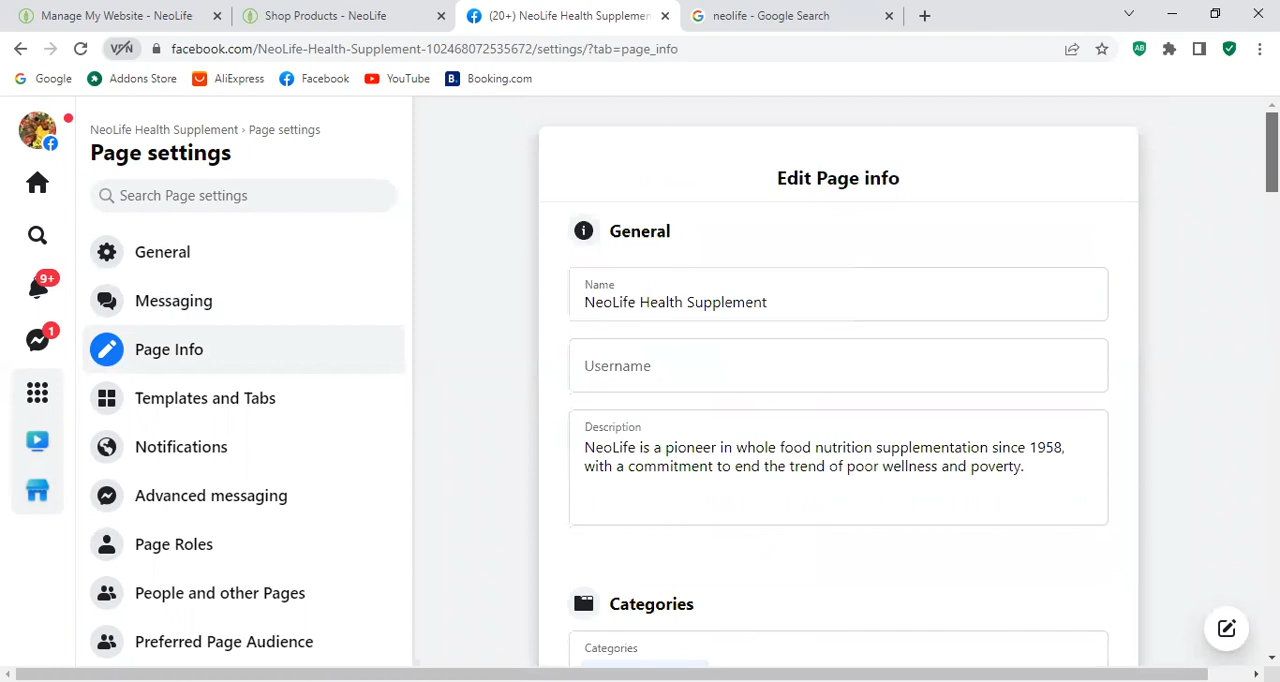 Manage My Website - NeoLife
Shop Products - NeoLife
(20+) NeoLife Health Supplemen
neolife - Google Search
VPN
facebook.com/NeoLife-Health-Supplement-102468072535672/settings/?tab=page_info
Google
Addons Store
AliExpress
Facebook
YouTube
B.
Booking.com
NeoLife Health Supplement › Page settings
Page settings
Search Page settings
9+
1
General
Messaging
Page Info
Templates and Tabs
Notifications
Advanced messaging
Page Roles
People and other Pages
Preferred Page Audience
Edit Page info
General
Name
NeoLife Health Supplement
Username
Description
NeoLife is a pioneer in whole food nutrition supplementation since 1958,
with a commitment to end the trend of poor wellness and poverty.
Categories
Categories